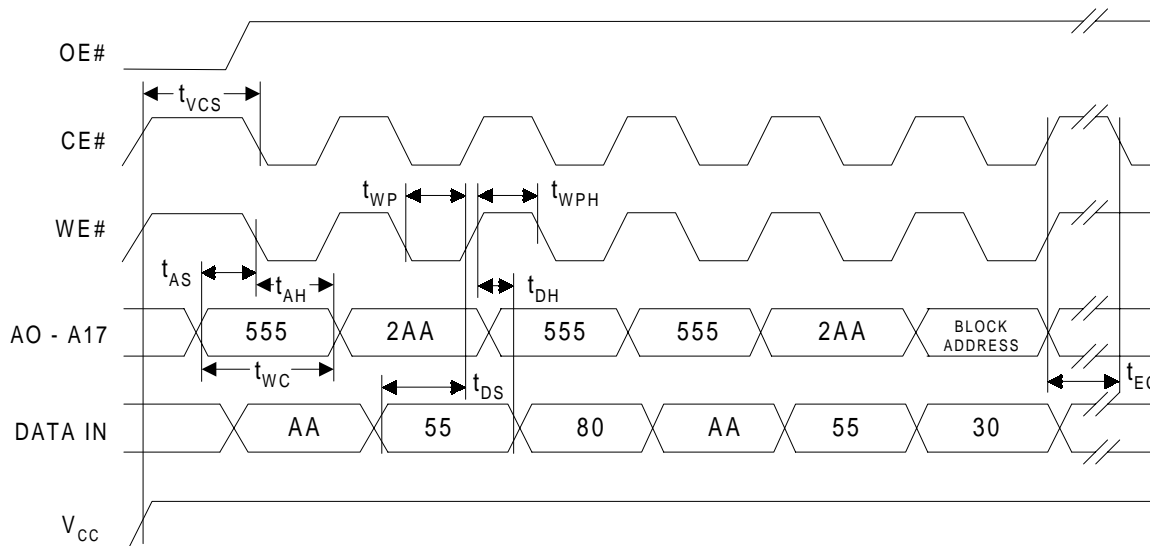 OE#
tVCS
CE#
tWP
tWPH
WE#
tAS
tAH
tDH
AO - A17
555
2AA
555
555
2AA
BLOCK
ADDRESS
tWC
tDS
tEC
DATA IN
AA
55
80
AA
55
30
VCC